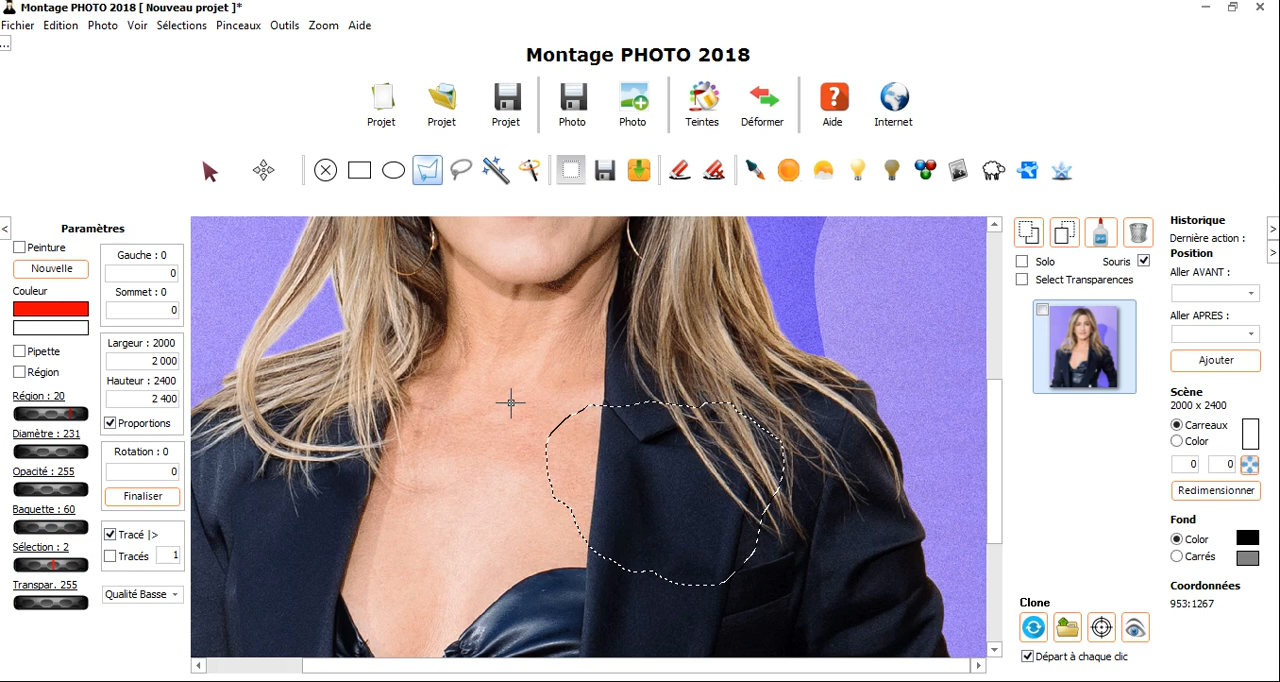 Montage PHOTO 2018 [ Nouveau projet ]*
Fichier Edition Photo Voir Sélections Pinceaux Outils Zoom Aide
...
Montage PHOTO 2018
Projet Projet Projet Photo Photo Teintes Déformer Aide Internet
<
Paramètres
Peinture
Nouvelle
Couleur
Pipette
Région
Région : 20
Diamètre : 231
Opacité : 255
Baguette : 60
Sélection : 2
Transpar. 255
Gauche : 0
0
Sommet : 0
0
Largeur : 2000
2 000
Hauteur : 2400
2 400
Proportions
Rotation : 0
0
Finaliser
Tracé |>
Tracés 1
Qualité Basse
Solo Souris
Select Transparences
Clone
Départ à chaque clic
Historique
Dernière action :
Position
Aller AVANT :
Aller APRES :
Ajouter
Scène
2000 x 2400
Carreaux
Color
0 0
Redimensionner
Fond
Color
Carrés
Coordonnées
953:1267
>
>